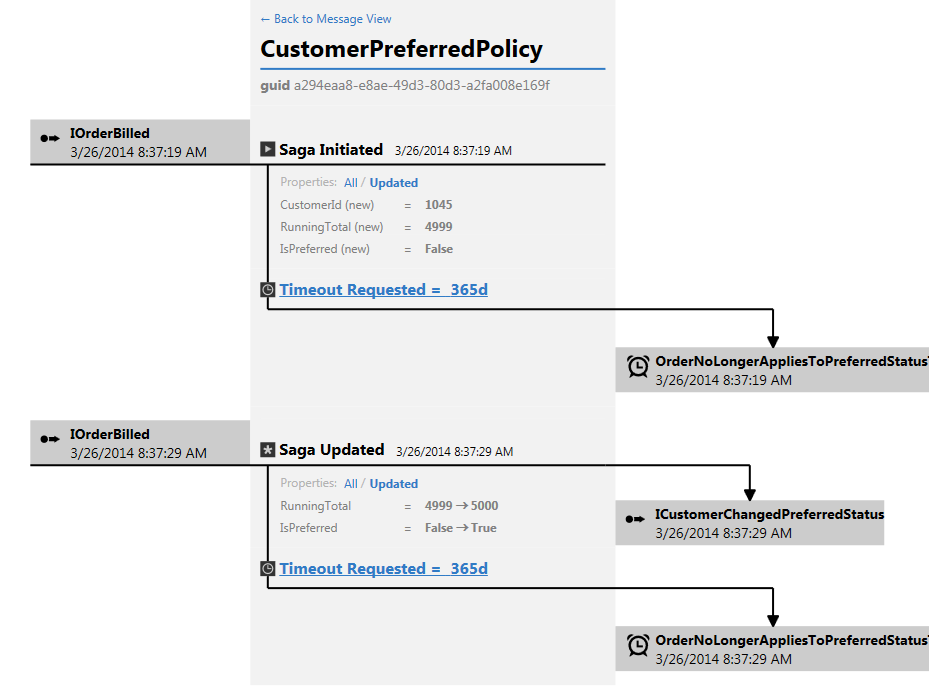 ← Back to Message View
CustomerPreferredPolicy
guid a294eaa8-e8ae-49d3-80d3-a2fa008e169f
IOrderBilled
3/26/2014 8:37:19 AM
Saga Initiated 3/26/2014 8:37:19 AM
Properties: All / Updated
CustomerId (new) = 1045
RunningTotal (new) = 4999
IsPreferred (new) = False
Timeout Requested = 365d
OrderNoLongerAppliesToPreferredStatusT
3/26/2014 8:37:19 AM
IOrderBilled
3/26/2014 8:37:29 AM
Saga Updated 3/26/2014 8:37:29 AM
Properties: All / Updated
RunningTotal = 4999 → 5000
IsPreferred = False → True
ICustomerChangedPreferredStatus
3/26/2014 8:37:29 AM
Timeout Requested = 365d
OrderNoLongerAppliesToPreferredStatusT
3/26/2014 8:37:29 AM